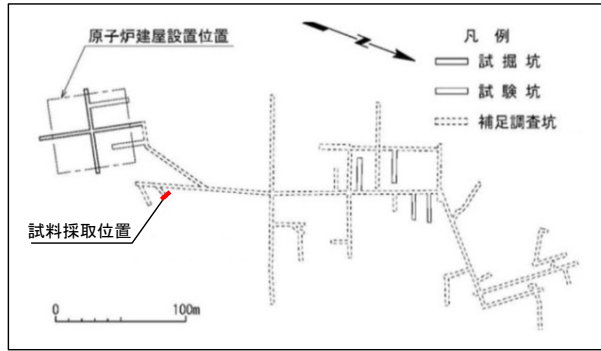 原子炉建屋設置位置
N
凡 例
試 掘 坑
試 験 坑
補足調査坑
試料採取位置
0 100m